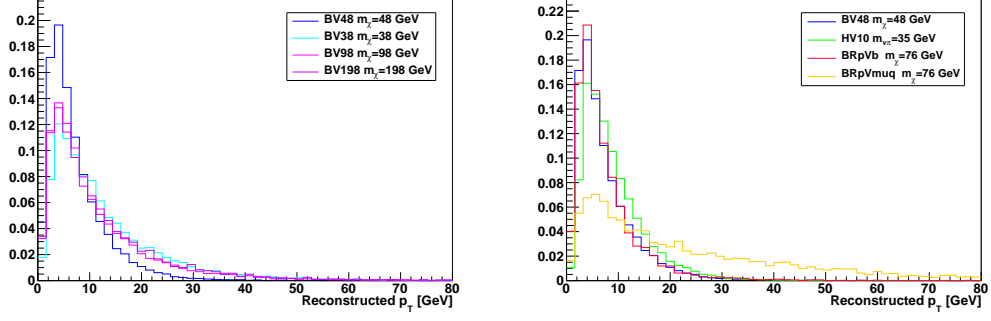 0.2
0.18
0.16
0.14
0.12
0.1
0.08
0.06
0.04
0.02
0
0 10 20 30 40 50 60 70 80
Reconstructed p_T [GeV]
BV48 m_χ=48 GeV
BV38 m_χ=38 GeV
BV98 m_χ=98 GeV
BV198 m_χ=198 GeV
0.22
0.2
0.18
0.16
0.14
0.12
0.1
0.08
0.06
0.04
0.02
0
0 10 20 30 40 50 60 70 80
Reconstructed p_T [GeV]
BV48 m_χ=48 GeV
HV10 m_vπ=35 GeV
BRpVb m_χ=76 GeV
BRpVmuq m_χ=76 GeV